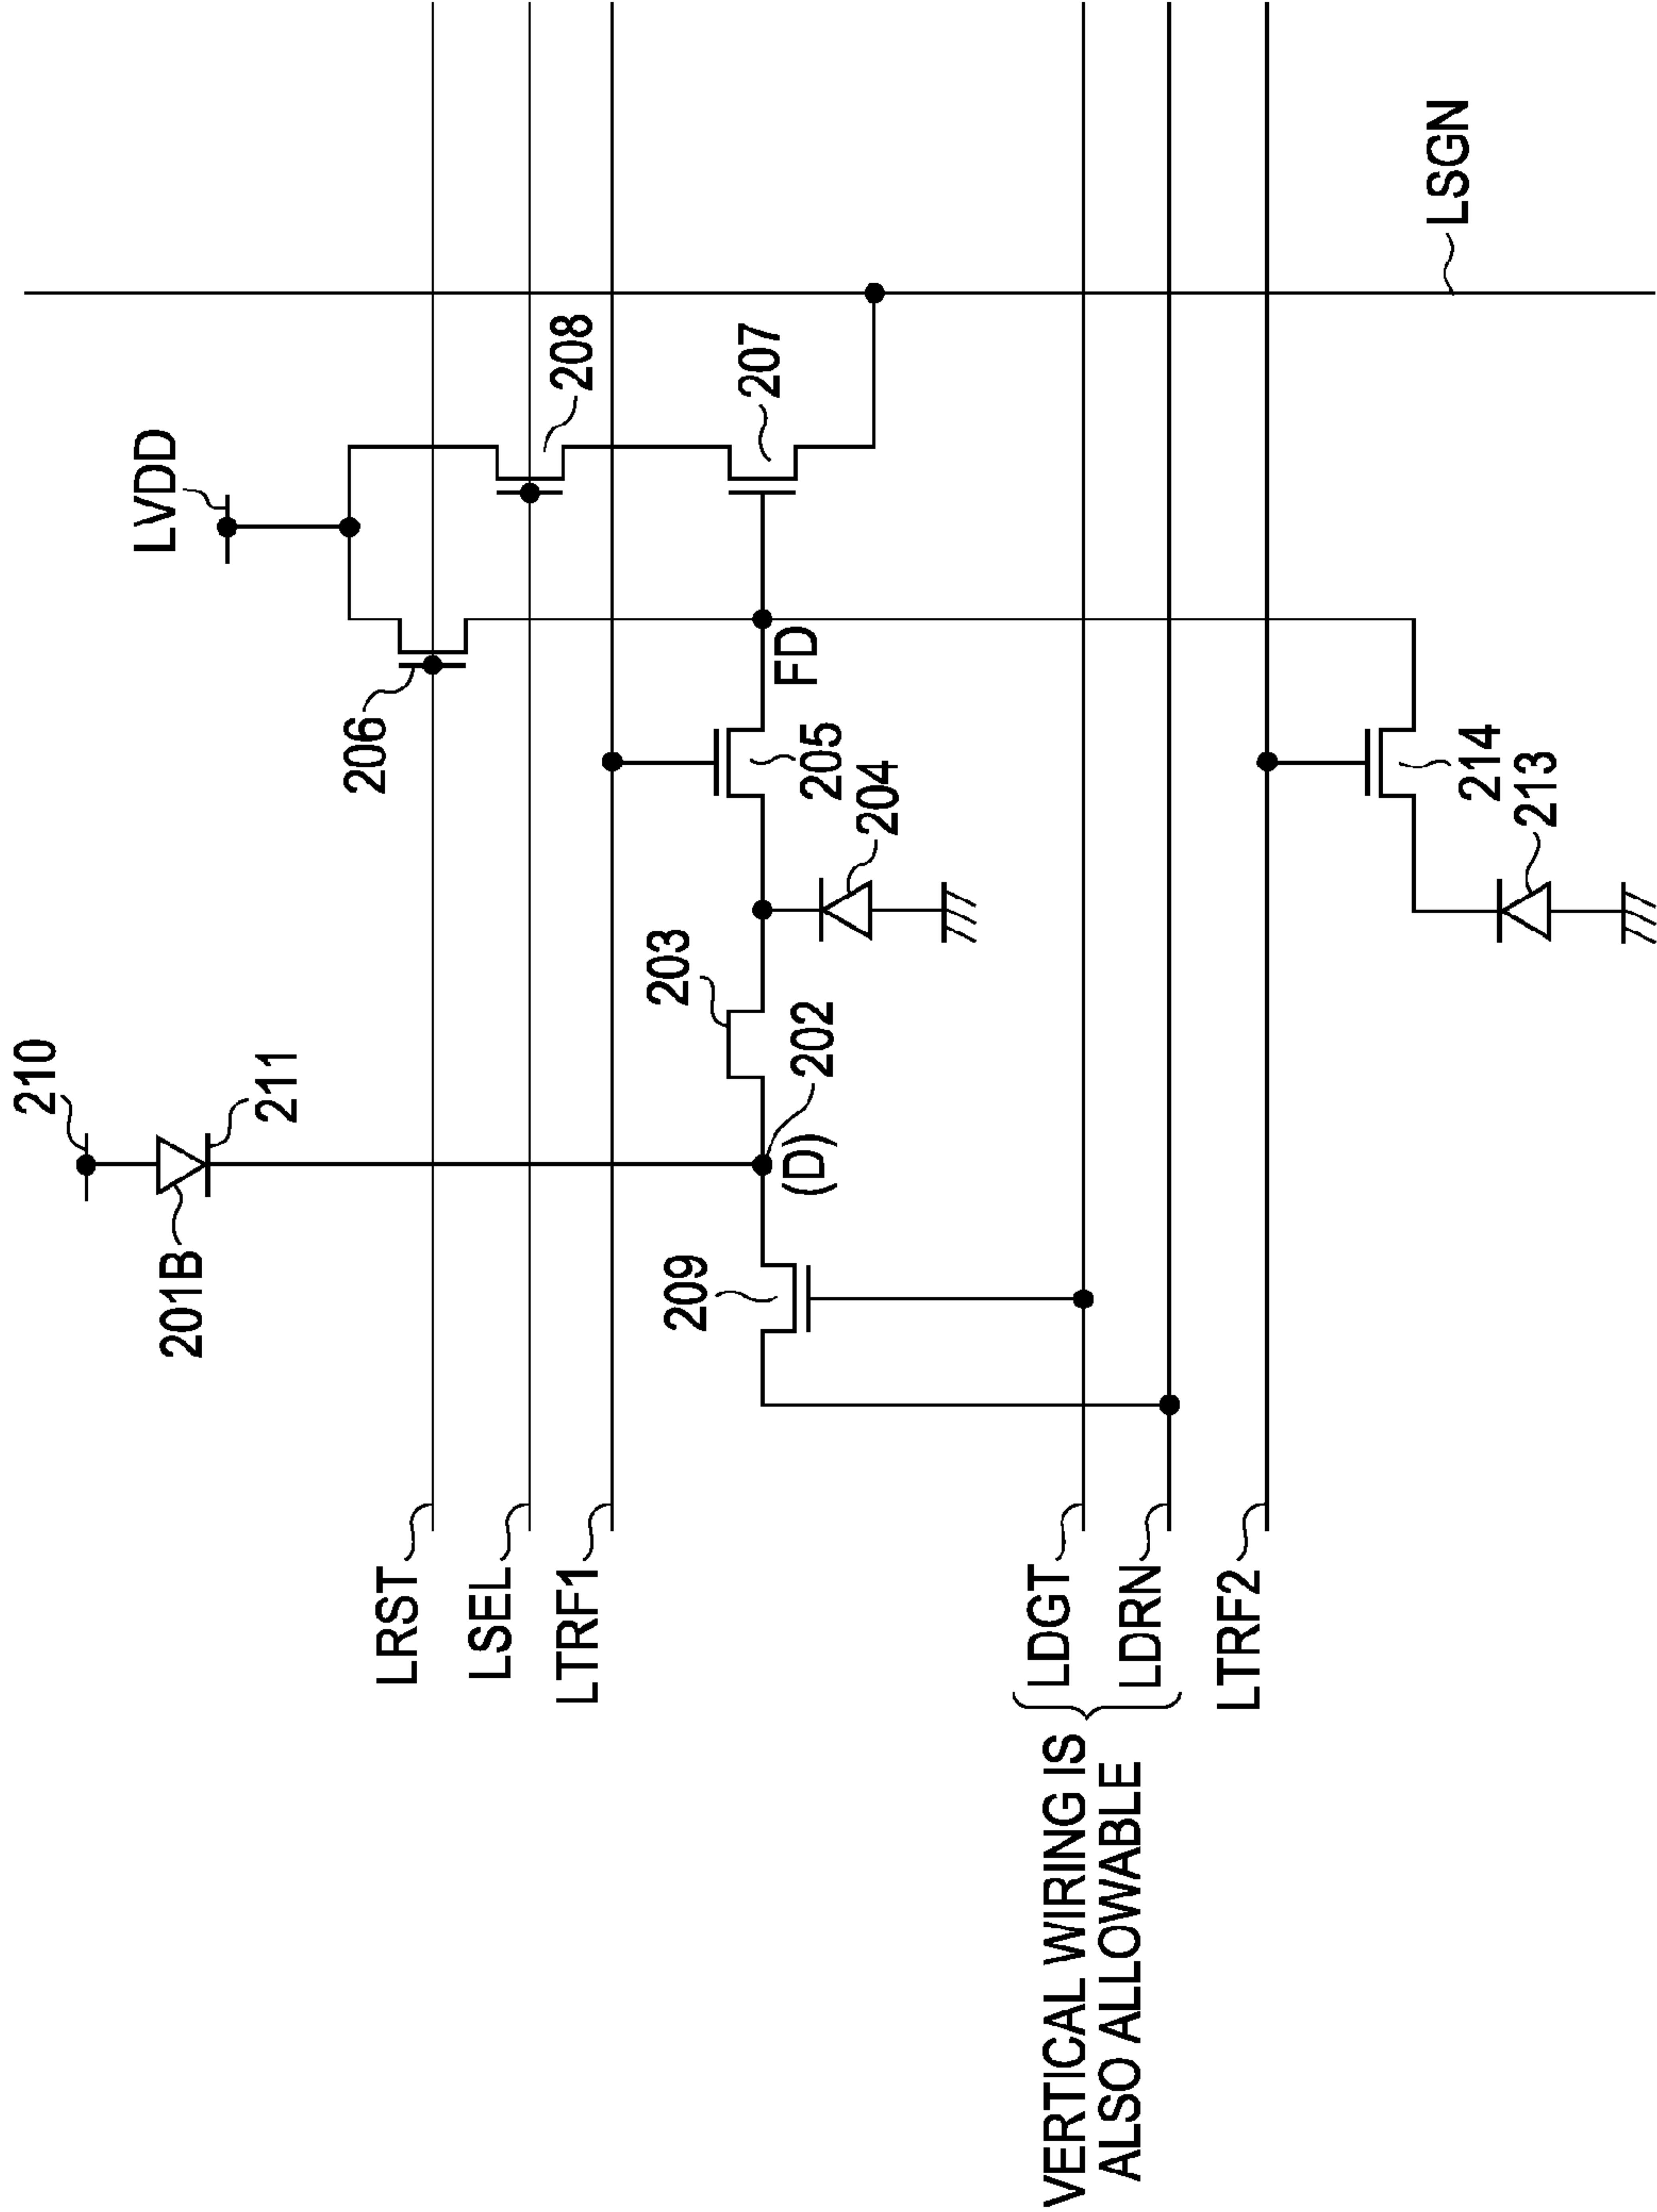 210
211
201B
LVDD
206
208
207
203
202
(D)
209
205
204
FD
214
213
LSGN
LRST
LSEL
LTRF1
LDGT
LDRN
LTRF2
VERTICAL WIRING IS
ALSO ALLOWABLE